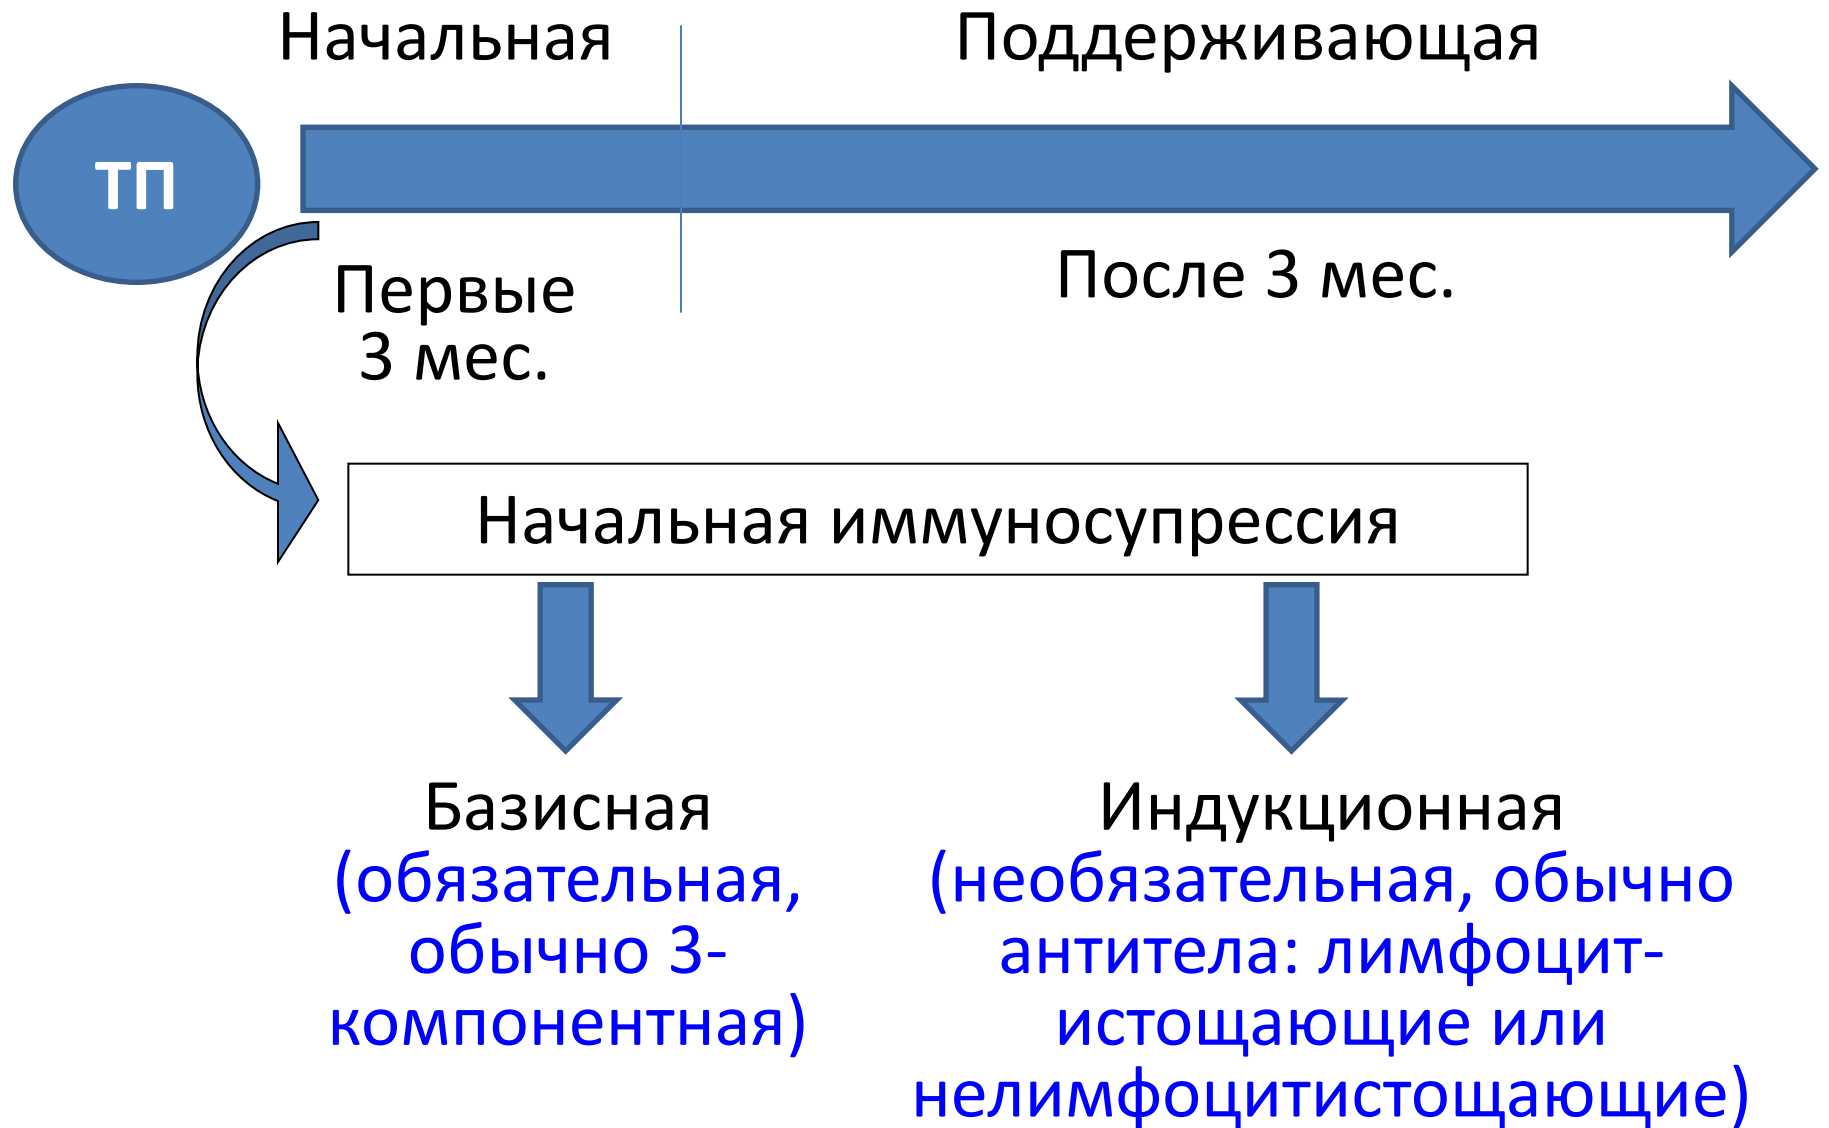 Начальная
Поддерживающая
ТП
Первые
3 мес.
После 3 мес.
Начальная иммуносупрессия
Базисная
(обязательная,
обычно 3-
компонентная)
Индукционная
(необязательная, обычно
антитела: лимфоцит-
истощающие или
нелимфоцитистощающие)